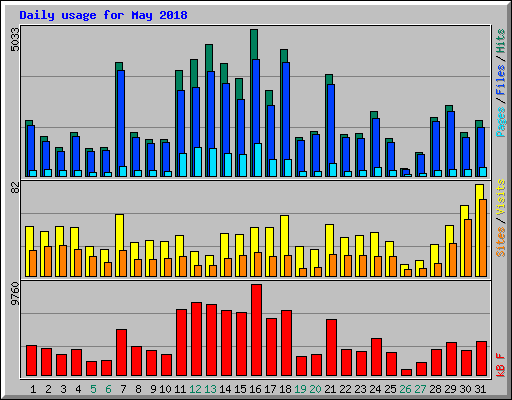 Daily usage for May 2018
5033
Pages / Files / Hits
82
Sites / Visits
9760
kB F
1 2 3 4 5 6 7 8 9 10 11 12 13 14 15 16 17 18 19 20 21 22 23 24 25 26 27 28 29 30 31